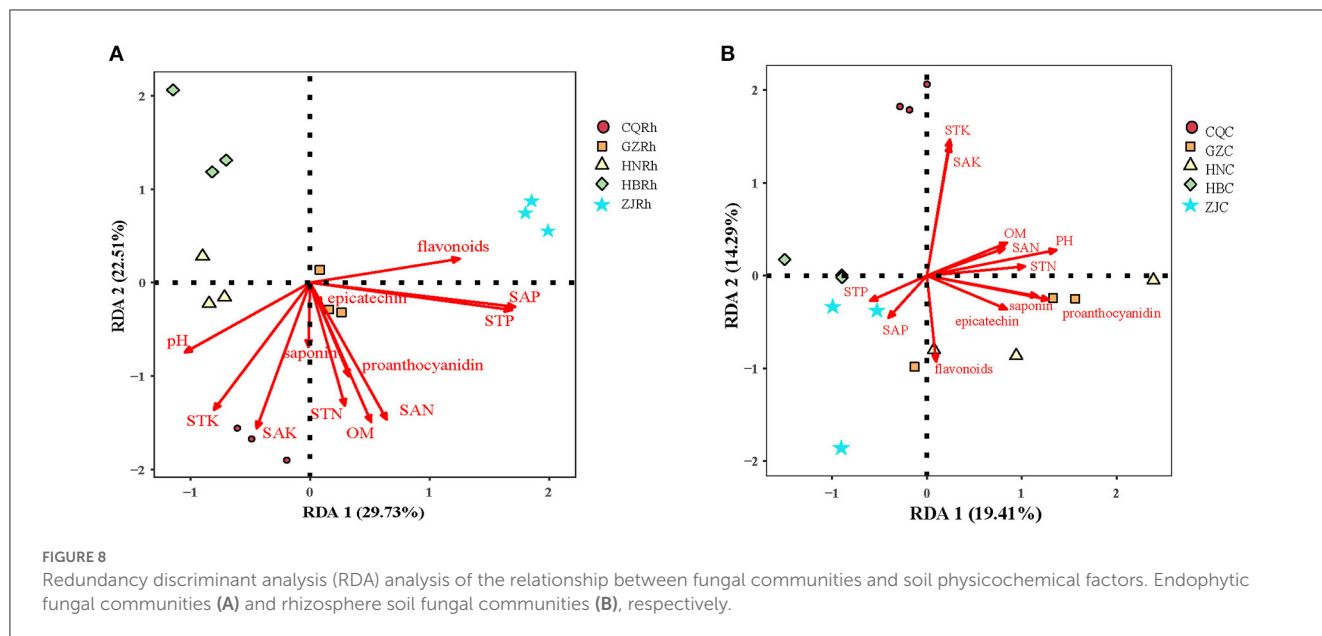 A
RDA 2 (22.51%)
2
1
0
−1
−2
flavonoids
SAP
STP
epicatechin
pH
saponin
proanthocyanidin
STK
SAK
STN
OM
SAN
−1
0
1
2
RDA 1 (29.73%)
CQRh
GZRh
HNRh
HBRh
ZJRh
B
RDA 2 (14.29%)
2
1
0
−1
−2
STK
SAK
OM
PH
SAN
STN
STP
SAP
saponin
epicatechin
proanthocyanidin
flavonoids
−1
0
1
2
RDA 1 (19.41%)
CQC
GZC
HNC
HBC
ZJC
FIGURE 8
Redundancy discriminant analysis (RDA) analysis of the relationship between fungal communities and soil physicochemical factors. Endophytic
fungal communities (A) and rhizosphere soil fungal communities (B), respectively.